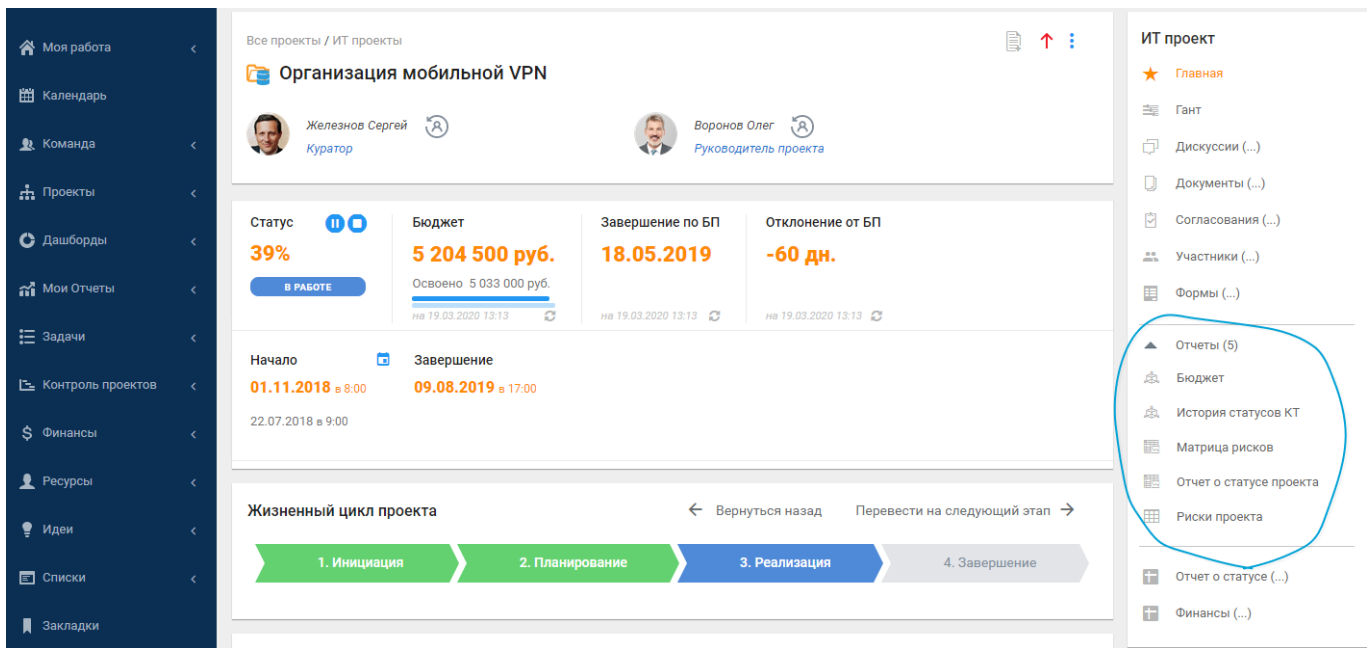 Моя работа
Календарь
Команда
Проекты
Дашборды
Мои Отчеты
Задачи
Контроль проектов
Финансы
Ресурсы
Идеи
Списки
Закладки
Все проекты / ИТ проекты
Организация мобильной VPN
Железнов Сергей
Куратор
Воронов Олег
Руководитель проекта
Статус
39%
В РАБОТЕ
Бюджет
5 204 500 руб.
Освоено 5 033 000 руб.
на 19.03.2020 13:13
Завершение по БП
18.05.2019
на 19.03.2020 13:13
Отклонение от БП
-60 дн.
на 19.03.2020 13:13
Начало
01.11.2018 в 8:00
22.07.2018 в 9:00
Завершение
09.08.2019 в 17:00
Жизненный цикл проекта
Вернуться назад
Перевести на следующий этап
1. Инициация
2. Планирование
3. Реализация
4. Завершение
ИТ проект
Главная
Гант
Дискуссии (...)
Документы (...)
Согласования (...)
Участники (...)
Формы (...)
Отчеты (5)
Бюджет
История статусов КТ
Матрица рисков
Отчет о статусе проекта
Риски проекта
Отчет о статусе (...)
Финансы (...)